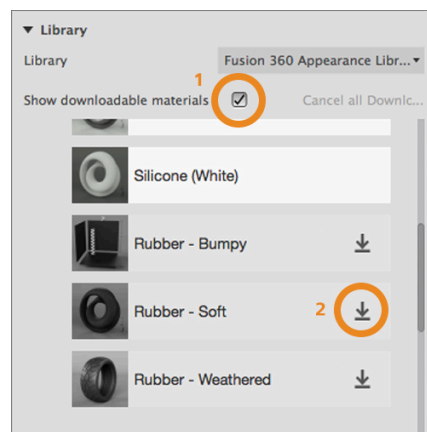 ▼ Library
Library Fusion 360 Appearance Libr...▾
1
Show downloadable materials Cancel all Downlc...
Silicone (White)
Rubber - Bumpy
Rubber - Soft 2
Rubber - Weathered